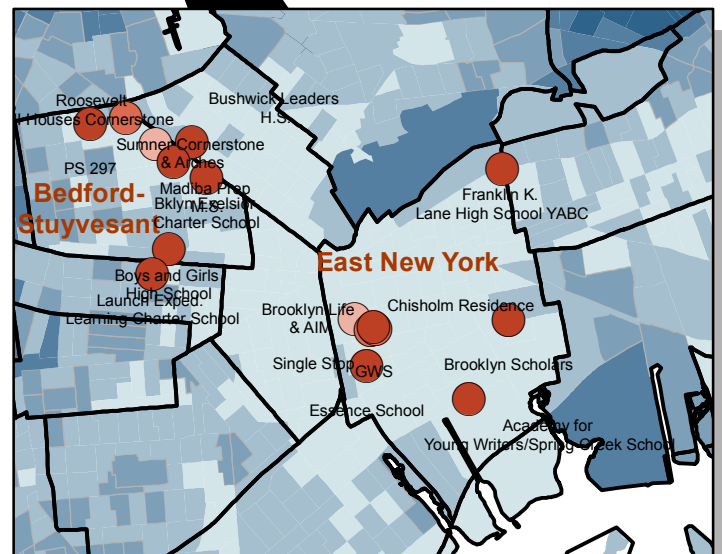 Roosevelt
Houses Cornerstone
Bushwick Leaders
H.S.
Sumner Cornerstone
& Arches
PS 297
Madiba Prep
M.S.
Bedford-
Stuyvesant
Bklyn Exelsior
Charter School
Franklin K.
Lane High School YABC
East New York
Boys and Girls
High School
Launch Exped.
Learning Charter School
Brooklyn Life
& AIM
Chisholm Residence
Single Stop
GWS
Brooklyn Scholars
Essence School
Academy for
Young Writers/Spring Creek School